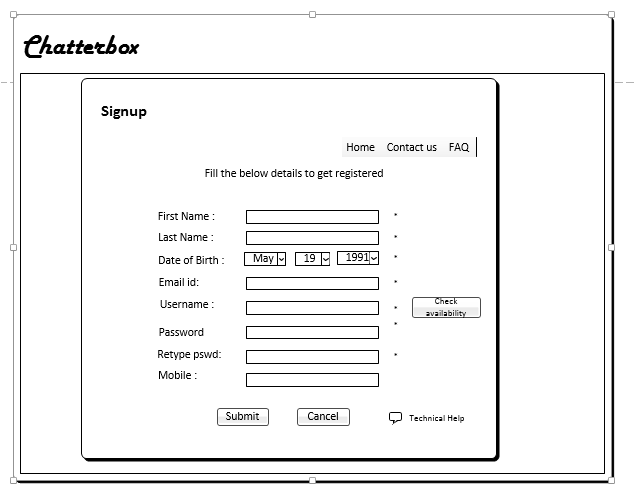 Chatterbox
Signup
Home Contact us FAQ
Fill the below details to get registered
First Name : *
Last Name : *
Date of Birth : May 19 1991 *
Email id: *
Username : * Check availability
Password *
Retype pswd: *
Mobile :
Submit Cancel Technical Help